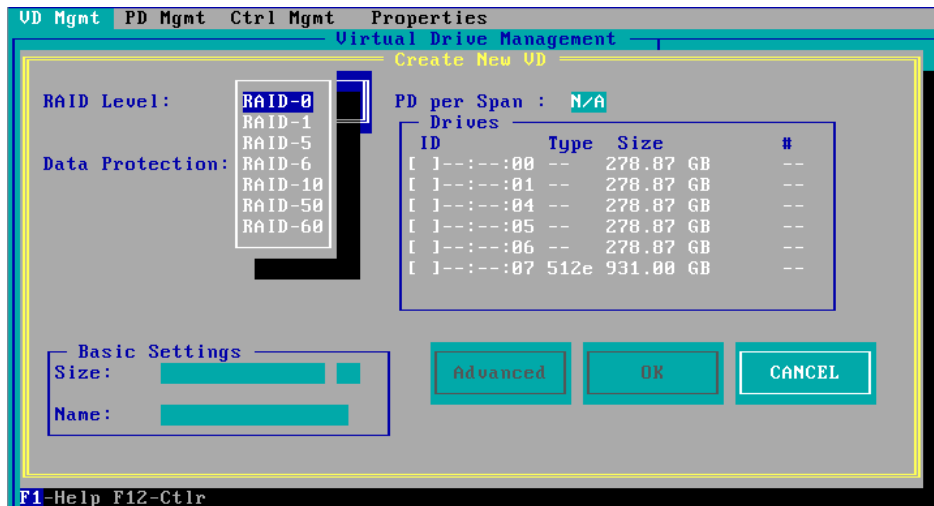 VD Mgmt PD Mgmt Ctrl Mgmt Properties
Virtual Drive Management
Create New VD
RAID Level: RAID-0 PD per Span : N/A
RAID-1 Drives
RAID-5 ID Type Size #
Data Protection: RAID-6 [ ]--:--:00 -- 278.87 GB --
RAID-10 [ ]--:--:01 -- 278.87 GB --
RAID-50 [ ]--:--:04 -- 278.87 GB --
RAID-60 [ ]--:--:05 -- 278.87 GB --
[ ]--:--:06 -- 278.87 GB --
[ ]--:--:07 512e 931.00 GB --
Basic Settings
Size: Advanced OK CANCEL
Name:
F1-Help F12-Ctlr